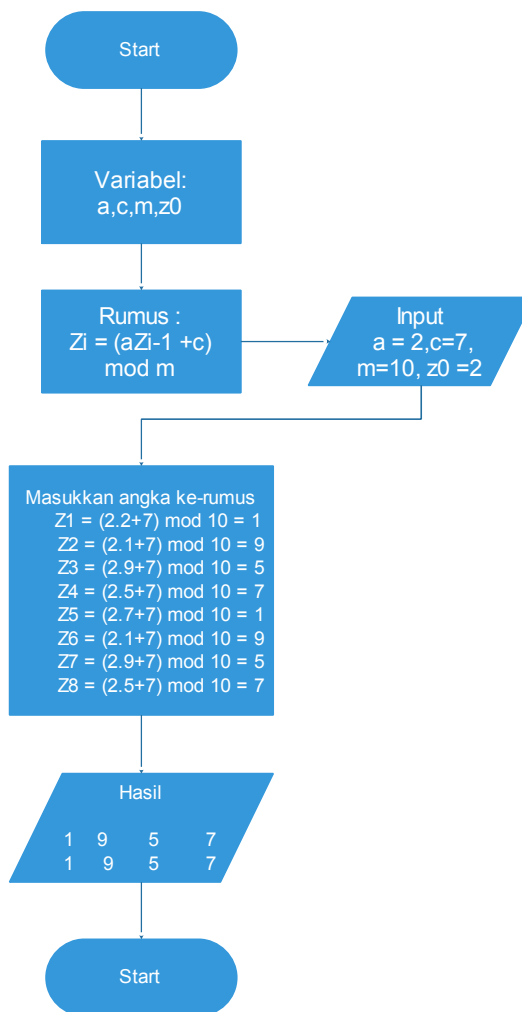 Start
Variabel:
a,c,m,z0
Rumus :
Zi = (aZi-1 +c)
mod m
Input
a = 2,c=7,
m=10, z0 =2
Masukkan angka ke-rumus
Z1 = (2.2+7) mod 10 = 1
Z2 = (2.1+7) mod 10 = 9
Z3 = (2.9+7) mod 10 = 5
Z4 = (2.5+7) mod 10 = 7
Z5 = (2.7+7) mod 10 = 1
Z6 = (2.1+7) mod 10 = 9
Z7 = (2.9+7) mod 10 = 5
Z8 = (2.5+7) mod 10 = 7
Hasil
1 9 5 7
1 9 5 7
Start